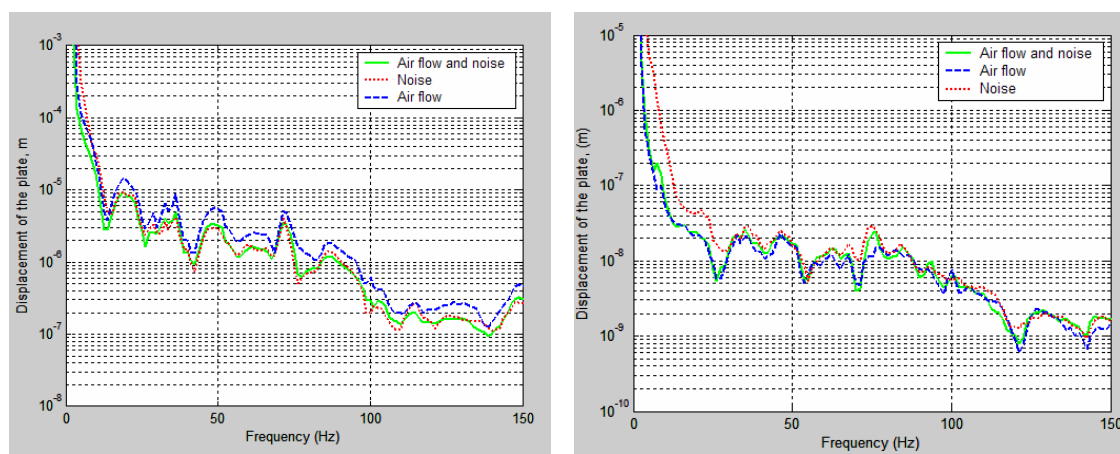 10⁻³
10⁻⁴
10⁻⁵
10⁻⁶
10⁻⁷
10⁻⁸
Displacement of the plate, m
Air flow and noise
Noise
Air flow
0 50 100 150
Frequency (Hz)
10⁻⁵
10⁻⁶
10⁻⁷
10⁻⁸
10⁻⁹
10⁻¹⁰
Displacement of the plate, (m)
Air flow and noise
Air flow
Noise
0 50 100 150
Frequency (Hz)